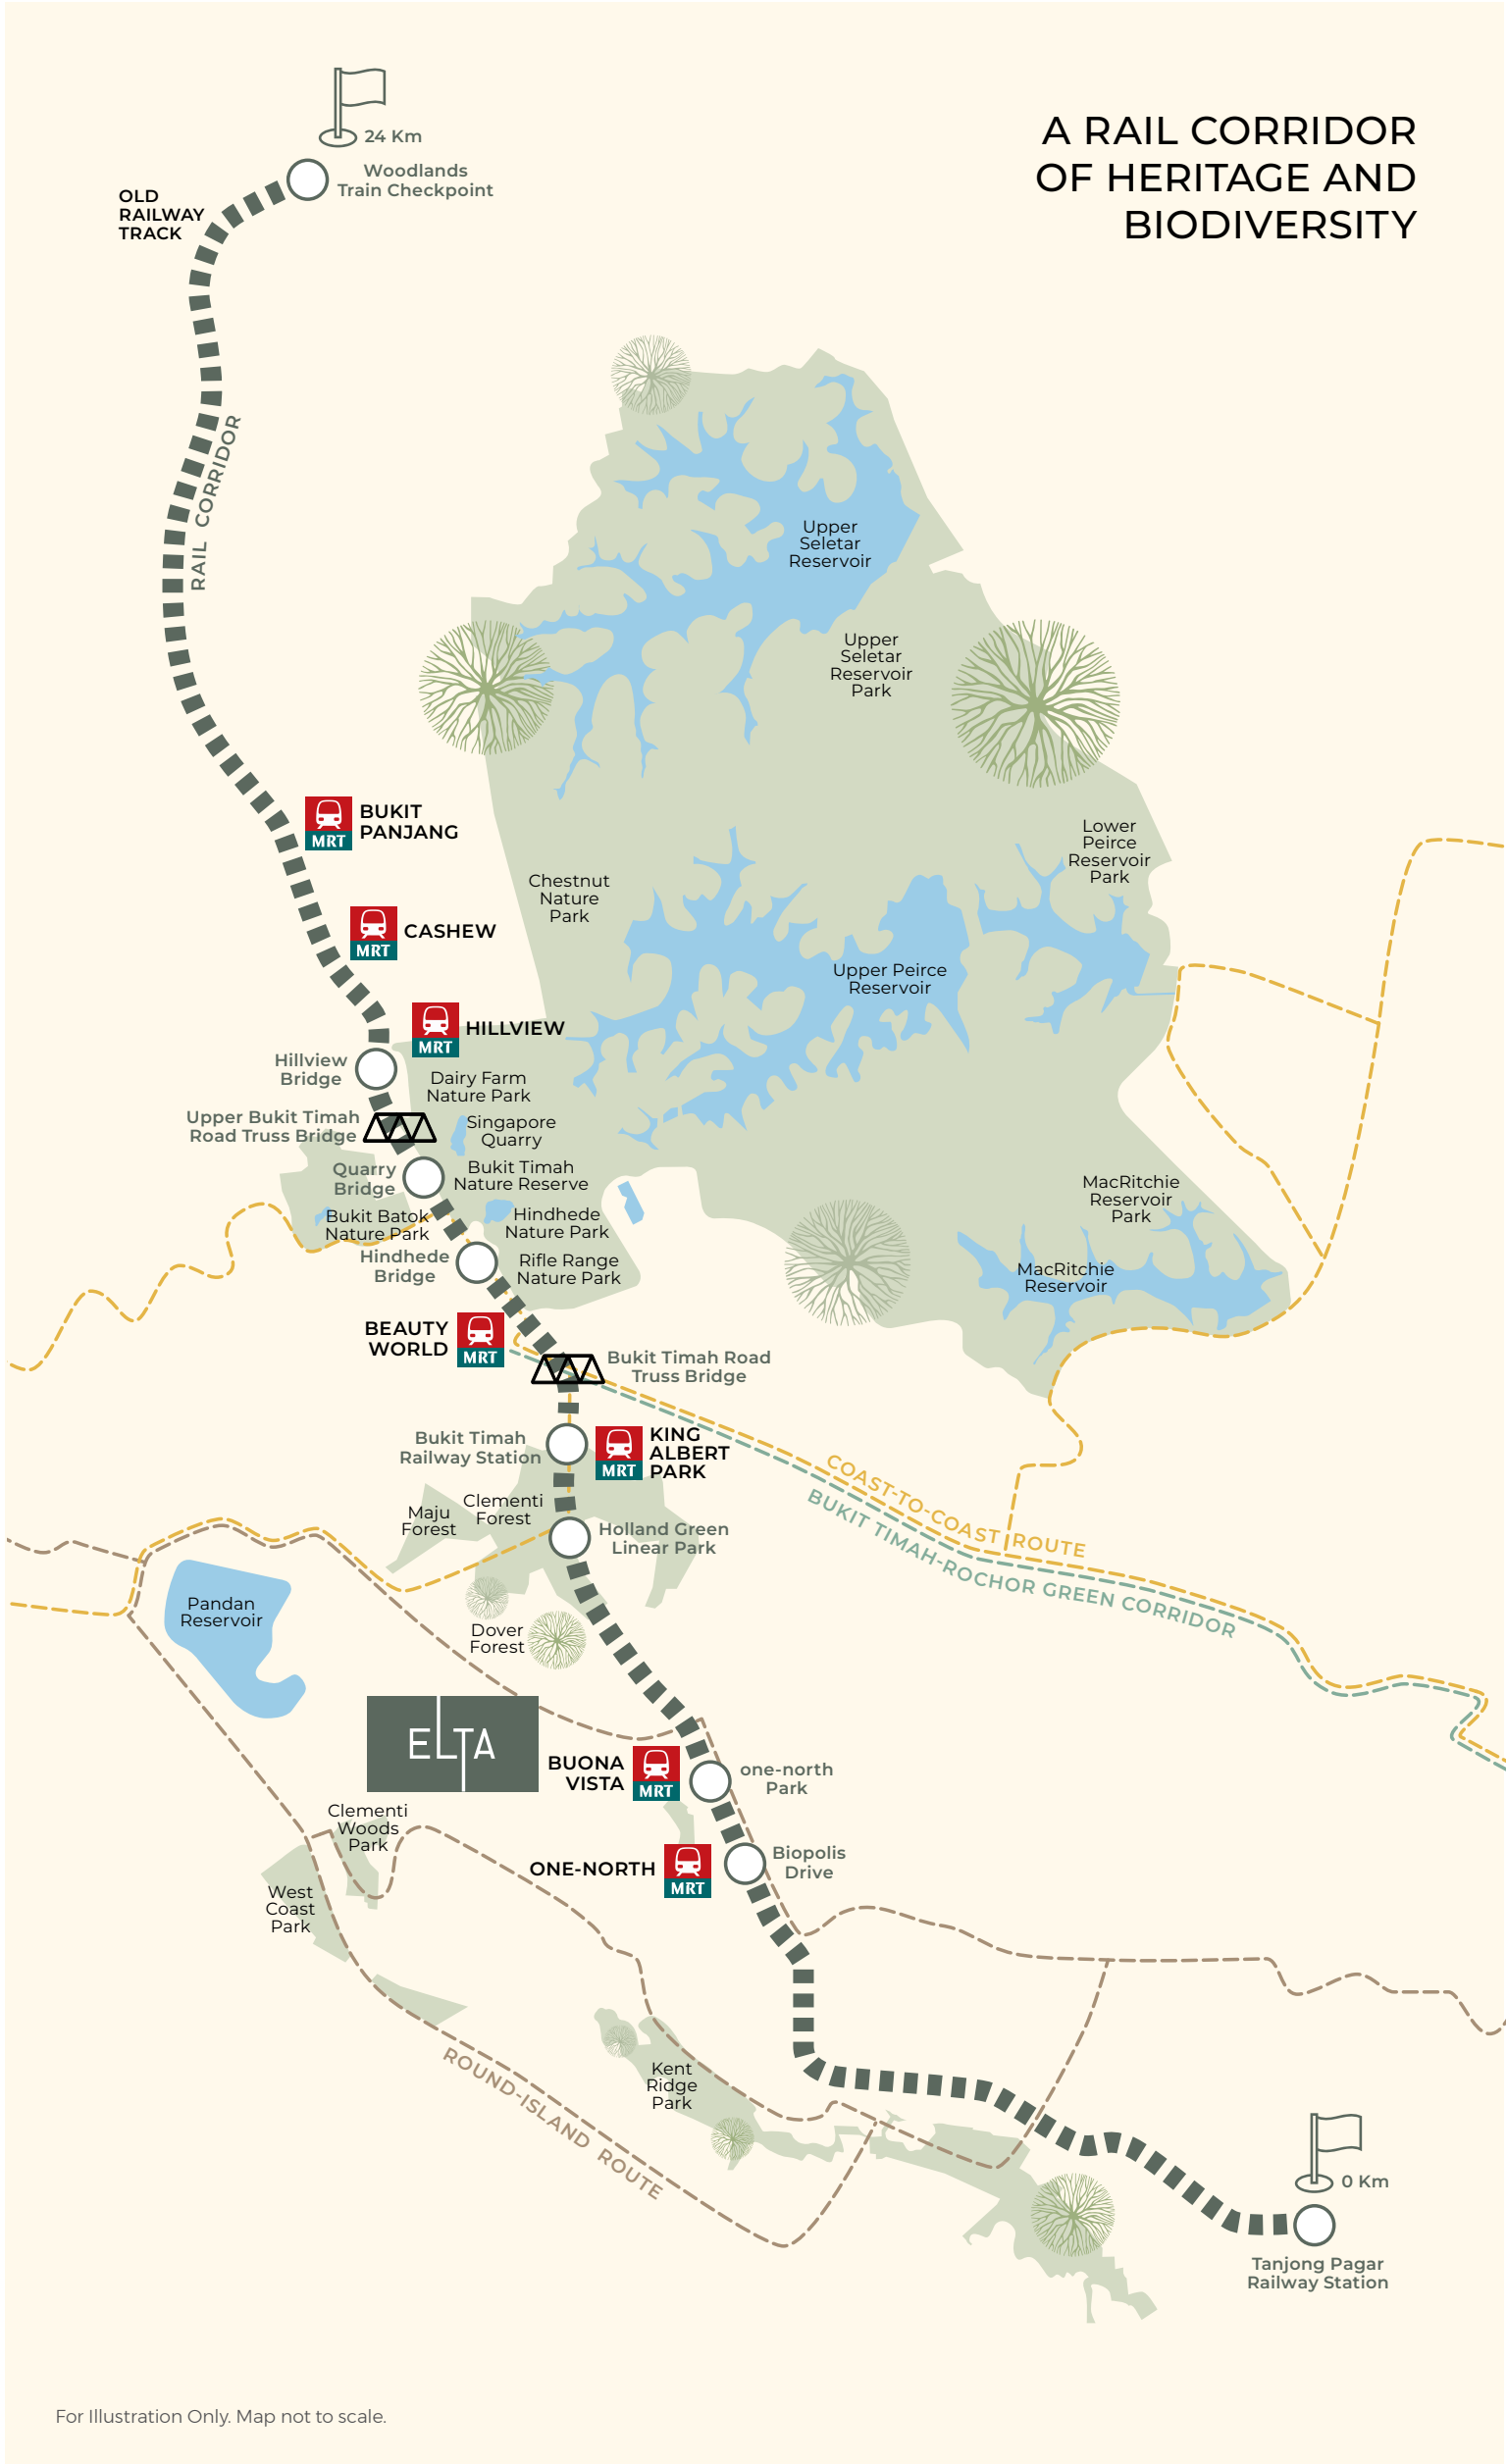 A RAIL CORRIDOR
OF HERITAGE AND
BIODIVERSITY
24 Km
Woodlands
Train Checkpoint
OLD
RAILWAY
TRACK
RAIL CORRIDOR
Upper
Seletar
Reservoir
Upper
Seletar
Reservoir
Park
MRT
BUKIT
PANJANG
Lower
Peirce
Reservoir
Park
Chestnut
Nature
Park
MRT
CASHEW
Upper Peirce
Reservoir
MRT
HILLVIEW
Hillview
Bridge
Dairy Farm
Nature Park
Upper Bukit Timah
Road Truss Bridge
Singapore
Quarry
Quarry
Bridge
Bukit Timah
Nature Reserve
MacRitchie
Reservoir
Park
Bukit Batok
Nature Park
Hindhede
Nature Park
Hindhede
Bridge
Rifle Range
Nature Park
MacRitchie
Reservoir
BEAUTY
WORLD
MRT
Bukit Timah Road
Truss Bridge
Bukit Timah
Railway Station
MRT
KING
ALBERT
PARK
COAST-TO-COAST ROUTE
BUKIT TIMAH-ROCHOR GREEN CORRIDOR
Maju
Forest
Clementi
Forest
Holland Green
Linear Park
Pandan
Reservoir
Dover
Forest
ELTA
BUONA
VISTA
MRT
one-north
Park
Clementi
Woods
Park
ONE-NORTH
MRT
Biopolis
Drive
West
Coast
Park
Kent
Ridge
Park
ROUND-ISLAND ROUTE
0 Km
Tanjong Pagar
Railway Station
For Illustration Only. Map not to scale.